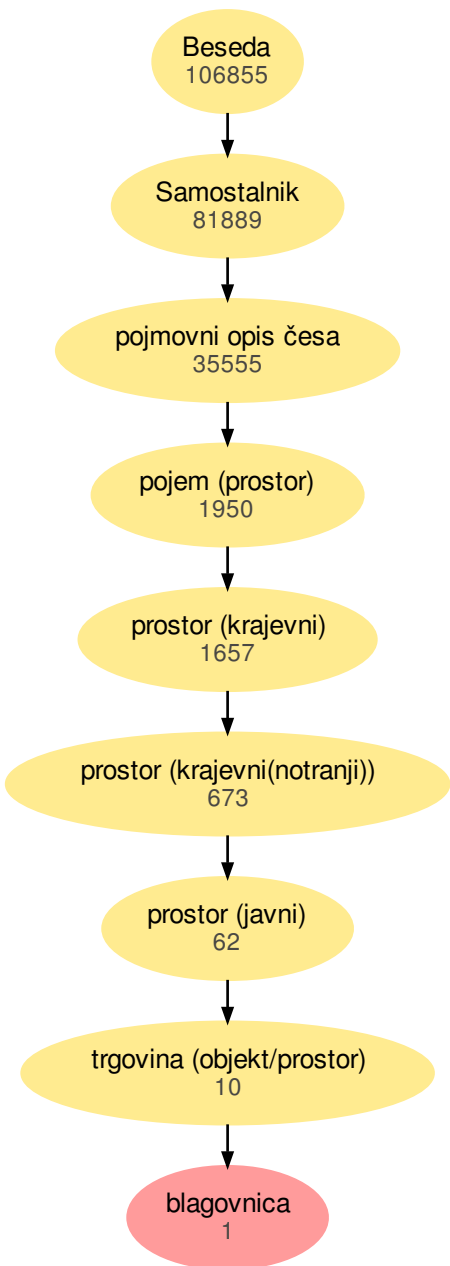 Beseda
106855
Samostalnik
81889
pojmovni opis česa
35555
pojem (prostor)
1950
prostor (krajevni)
1657
prostor (krajevni(notranji))
673
prostor (javni)
62
trgovina (objekt/prostor)
10
blagovnica
1